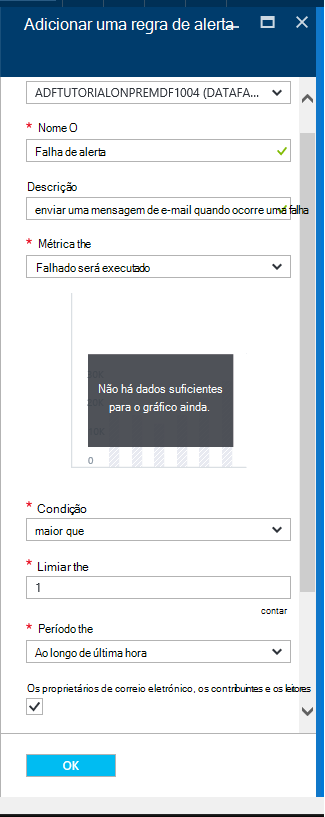 Adicionar uma regra de alerta
ADFTUTORIALONPREMDF1004 (DATAFA...
* Nome O
Falha de alerta
Descrição
enviar uma mensagem de e-mail quando ocorre uma falha
* Métrica the
Falhado será executado
Não há dados suficientes
para o gráfico ainda.
0
* Condição
maior que
* Limiar the
1
contar
* Período the
Ao longo de última hora
Os proprietários de correio eletrónico, os contribuintes e os leitores
OK